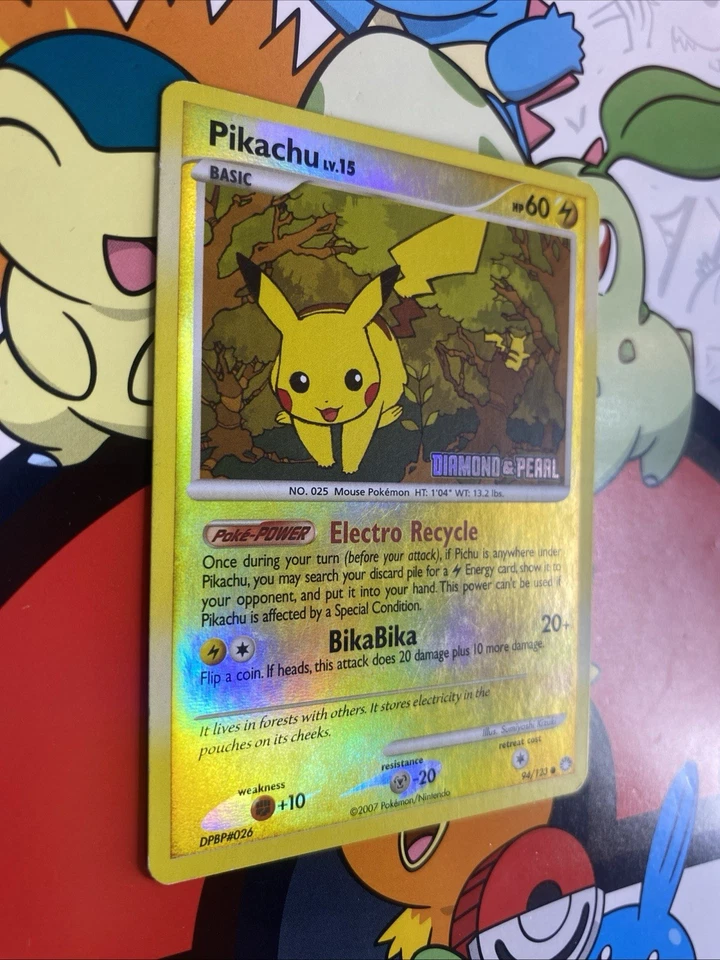 Pikachu LV.15
BASIC
HP 60
DIAMOND & PEARL
NO. 025 Mouse Pokémon HT: 1'04" WT: 13.2 lbs.
Poké-POWER Electro Recycle
Once during your turn (before your attack), if Pichu is anywhere under
Pikachu, you may search your discard pile for a Energy card, show it to
your opponent, and put it into your hand. This power can't be used if
Pikachu is affected by a Special Condition.
BikaBika 20+
Flip a coin. If heads, this attack does 20 damage plus 10 more damage.
It lives in forests with others. It stores electricity in the
pouches on its cheeks.
Illus. Sumiyoshi Kizuki
weakness +10
resistance -20
retreat cost
DPBP#026
©2007 Pokémon/Nintendo
94/123